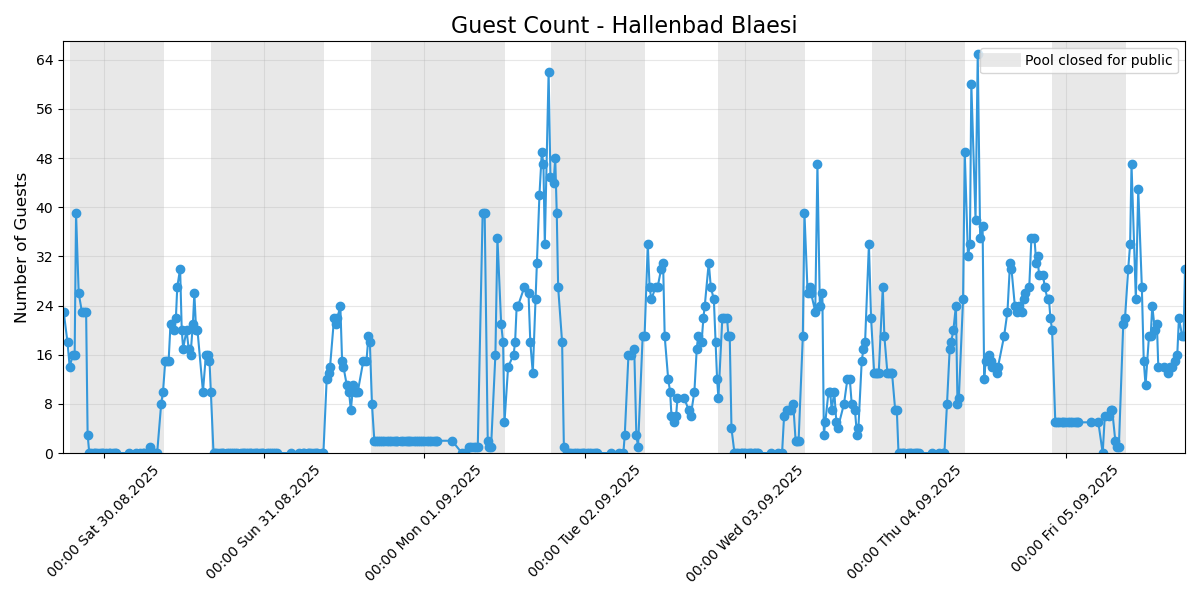 Guest Count - Hallenbad Blaesi
Pool closed for public
Number of Guests
64
56
48
40
32
24
16
8
0
00:00 Sat 30.08.2025
00:00 Sun 31.08.2025
00:00 Mon 01.09.2025
00:00 Tue 02.09.2025
00:00 Wed 03.09.2025
00:00 Thu 04.09.2025
00:00 Fri 05.09.2025